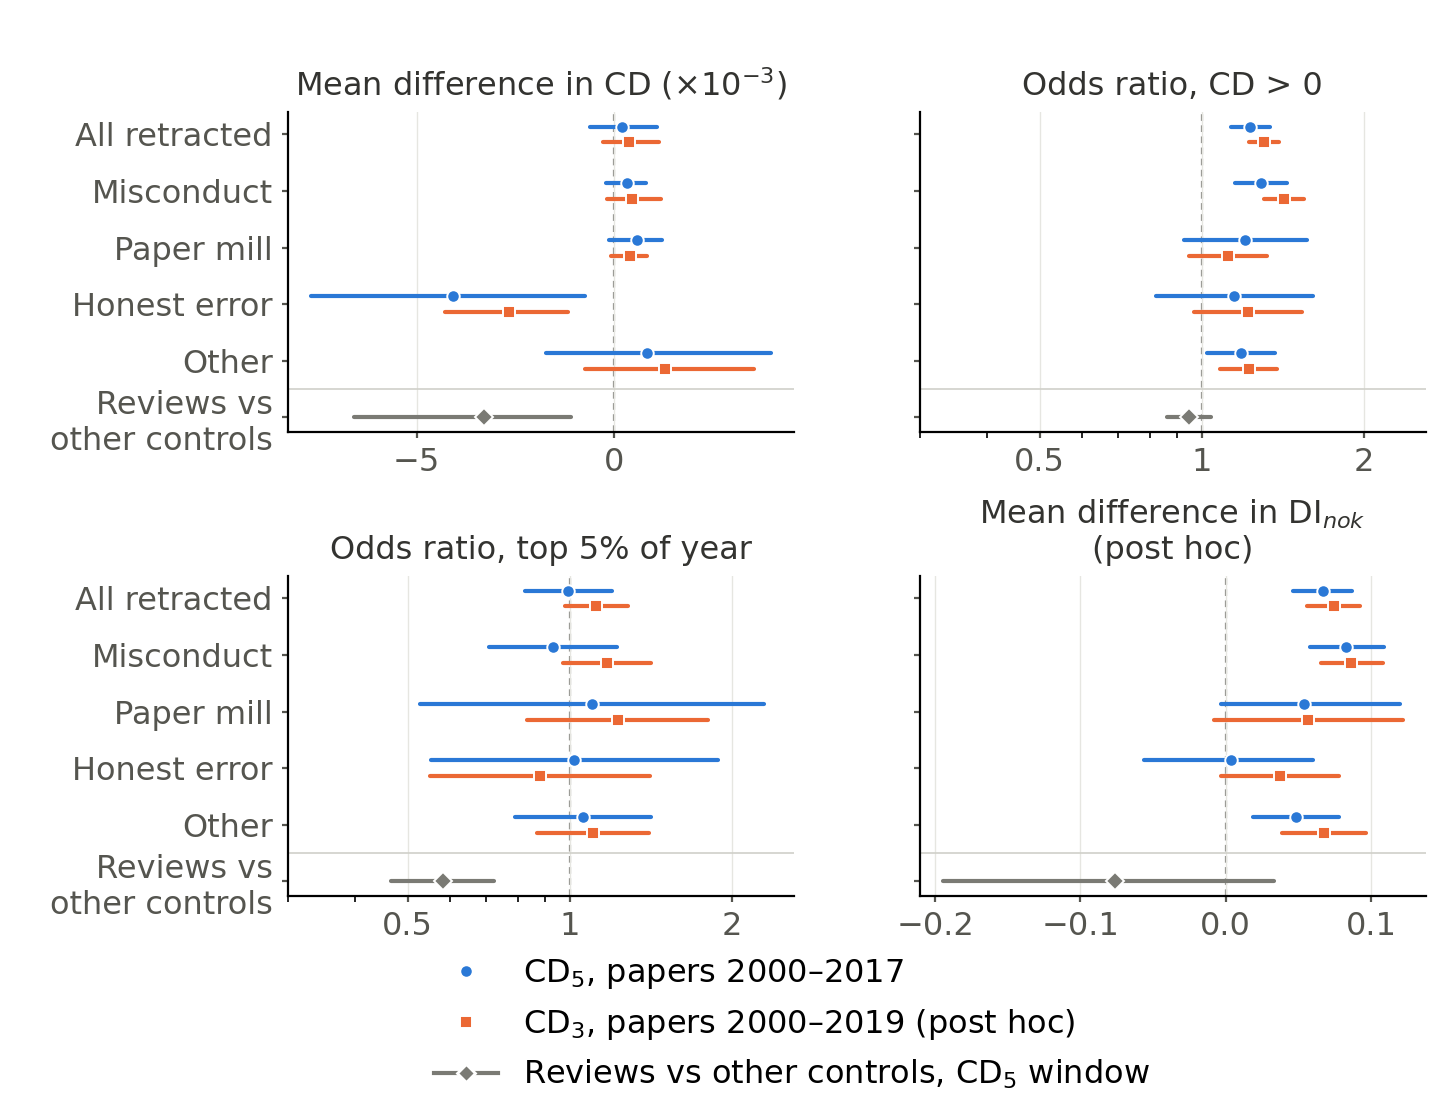 Mean difference in CD (×10⁻³)
Odds ratio, CD > 0
All retracted
Misconduct
Paper mill
Honest error
Other
Reviews vs
other controls
−5
0
0.5
1
2
Odds ratio, top 5% of year
Mean difference in DI_nok
(post hoc)
All retracted
Misconduct
Paper mill
Honest error
Other
Reviews vs
other controls
0.5
1
2
−0.2
−0.1
0.0
0.1
CD₅, papers 2000–2017
CD₃, papers 2000–2019 (post hoc)
Reviews vs other controls, CD₅ window